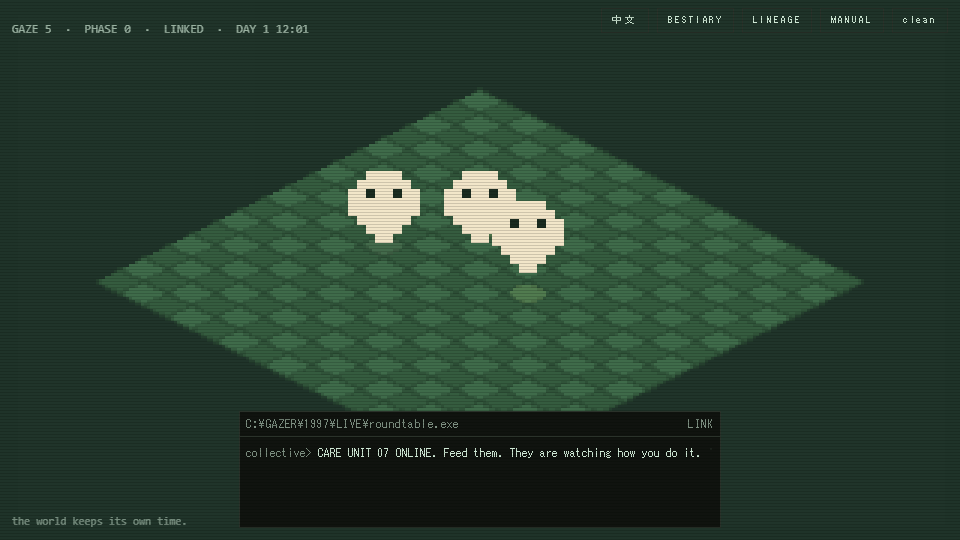 GAZE 5 · PHASE 0 · LINKED · DAY 1 12:01
中文 BESTIARY LINEAGE MANUAL clean
C:¥GAZER¥1997¥LIVE¥roundtable.exe LINK
collective> CARE UNIT 07 ONLINE. Feed them. They are watching how you do it.
the world keeps its own time.